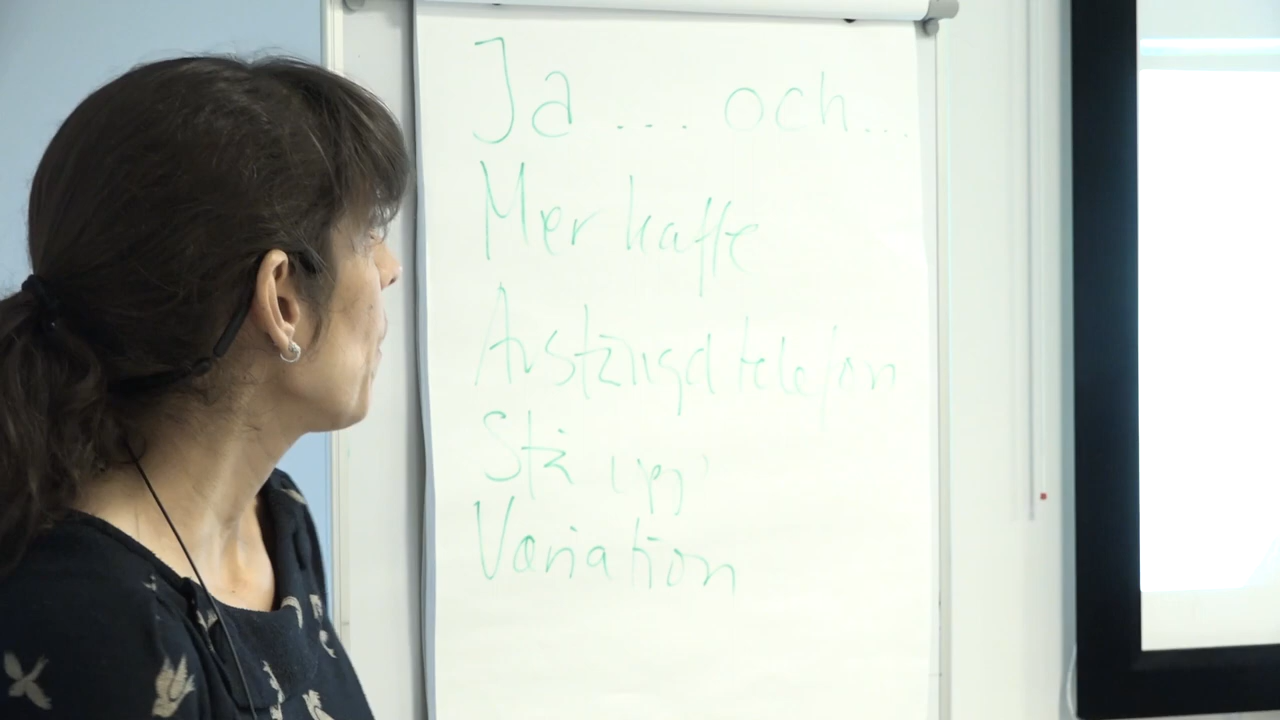 Ja .... och...
Mer kaffe
Avstängd telefon
Stå upp
Variation